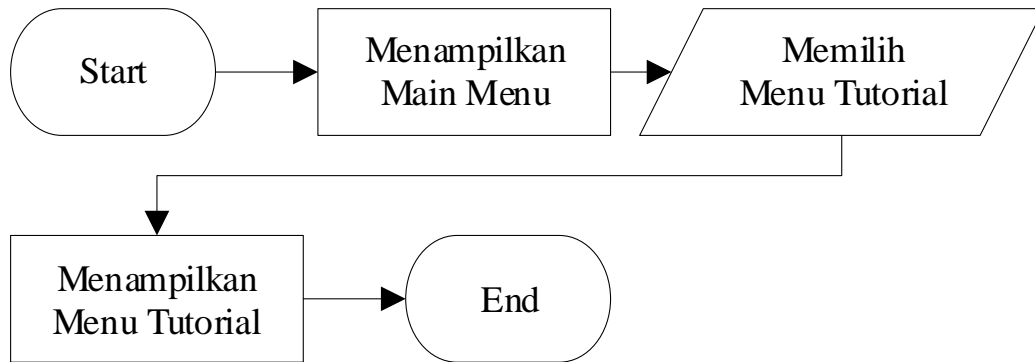 Start
Menampilkan
Main Menu
Memilih
Menu Tutorial
Menampilkan
Menu Tutorial
End